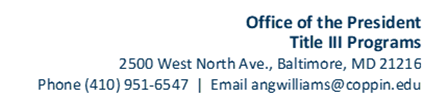 Office of the President
Title III Programs
2500 West North Ave., Baltimore, MD 21216
Phone (410) 951-6547 | Email angwilliams@coppin.edu